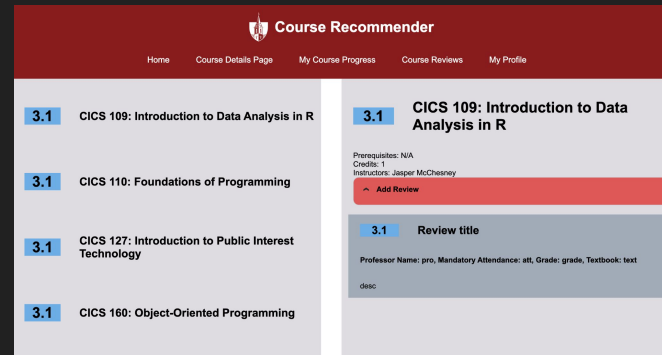 Course Recommender
Home
Course Details Page
My Course Progress
Course Reviews
My Profile
3.1
CICS 109: Introduction to Data Analysis in R
3.1
CICS 110: Foundations of Programming
3.1
CICS 127: Introduction to Public Interest
Technology
3.1
CICS 160: Object-Oriented Programming
3.1
CICS 109: Introduction to Data
Analysis in R
Prerequisites: N/A
Credits: 1
Instructors: Jasper McChesney
Add Review
3.1
Review title
Professor Name: pro, Mandatory Attendance: att, Grade: grade, Textbook: text
desc